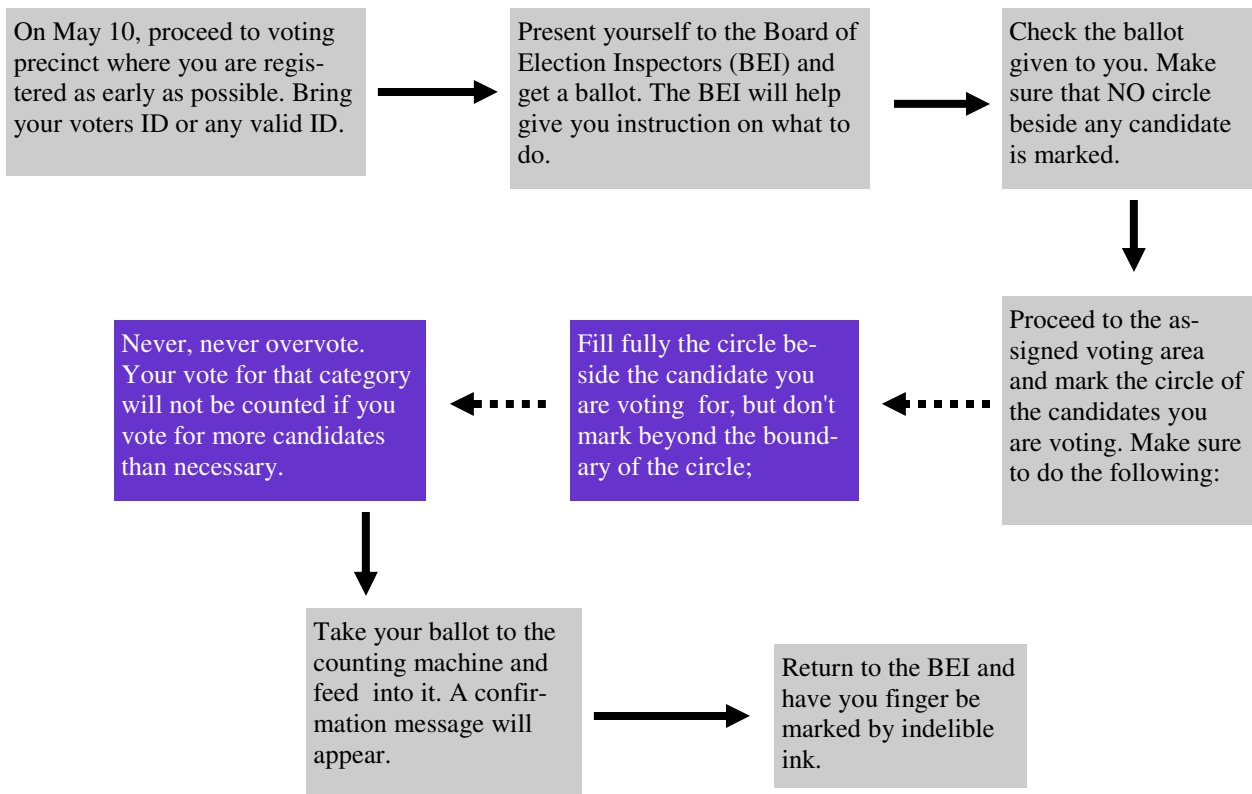 On May 10, proceed to voting
precinct where you are regis-
tered as early as possible. Bring
your voters ID or any valid ID.
Present yourself to the Board of
Election Inspectors (BEI) and
get a ballot. The BEI will help
give you instruction on what to
do.
Check the ballot
given to you. Make
sure that NO circle
beside any candidate
is marked.
Proceed to the as-
signed voting area
and mark the circle of
the candidates you
are voting. Make sure
to do the following:
Fill fully the circle be-
side the candidate you
are voting  for, but don't
mark beyond the bound-
ary of the circle;
Never, never overvote.
Your vote for that category
will not be counted if you
vote for more candidates
than necessary.
Take your ballot to the
counting machine and
feed  into it. A confir-
mation message will
appear.
Return to the BEI and
have you finger be
marked by indelible
ink.